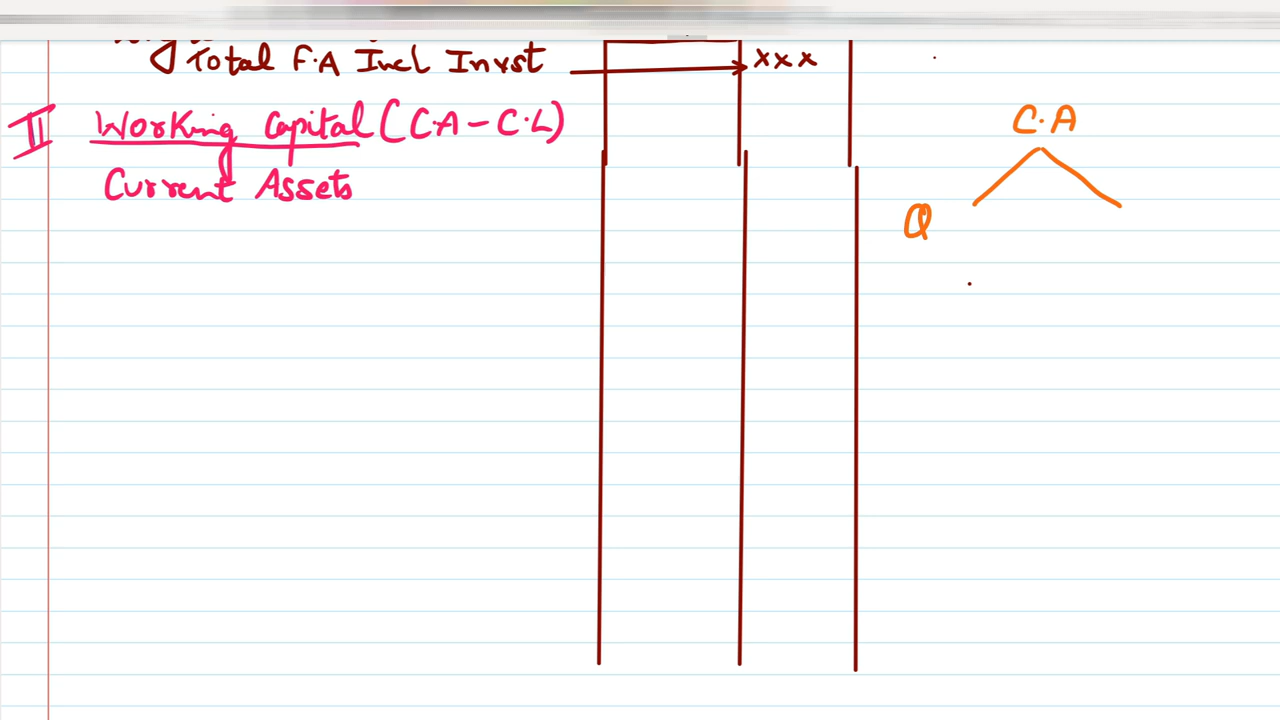 Total F.A Incl Invst → xxx
II Working Capital (C.A - C.L)
Current Assets
C.A
Q